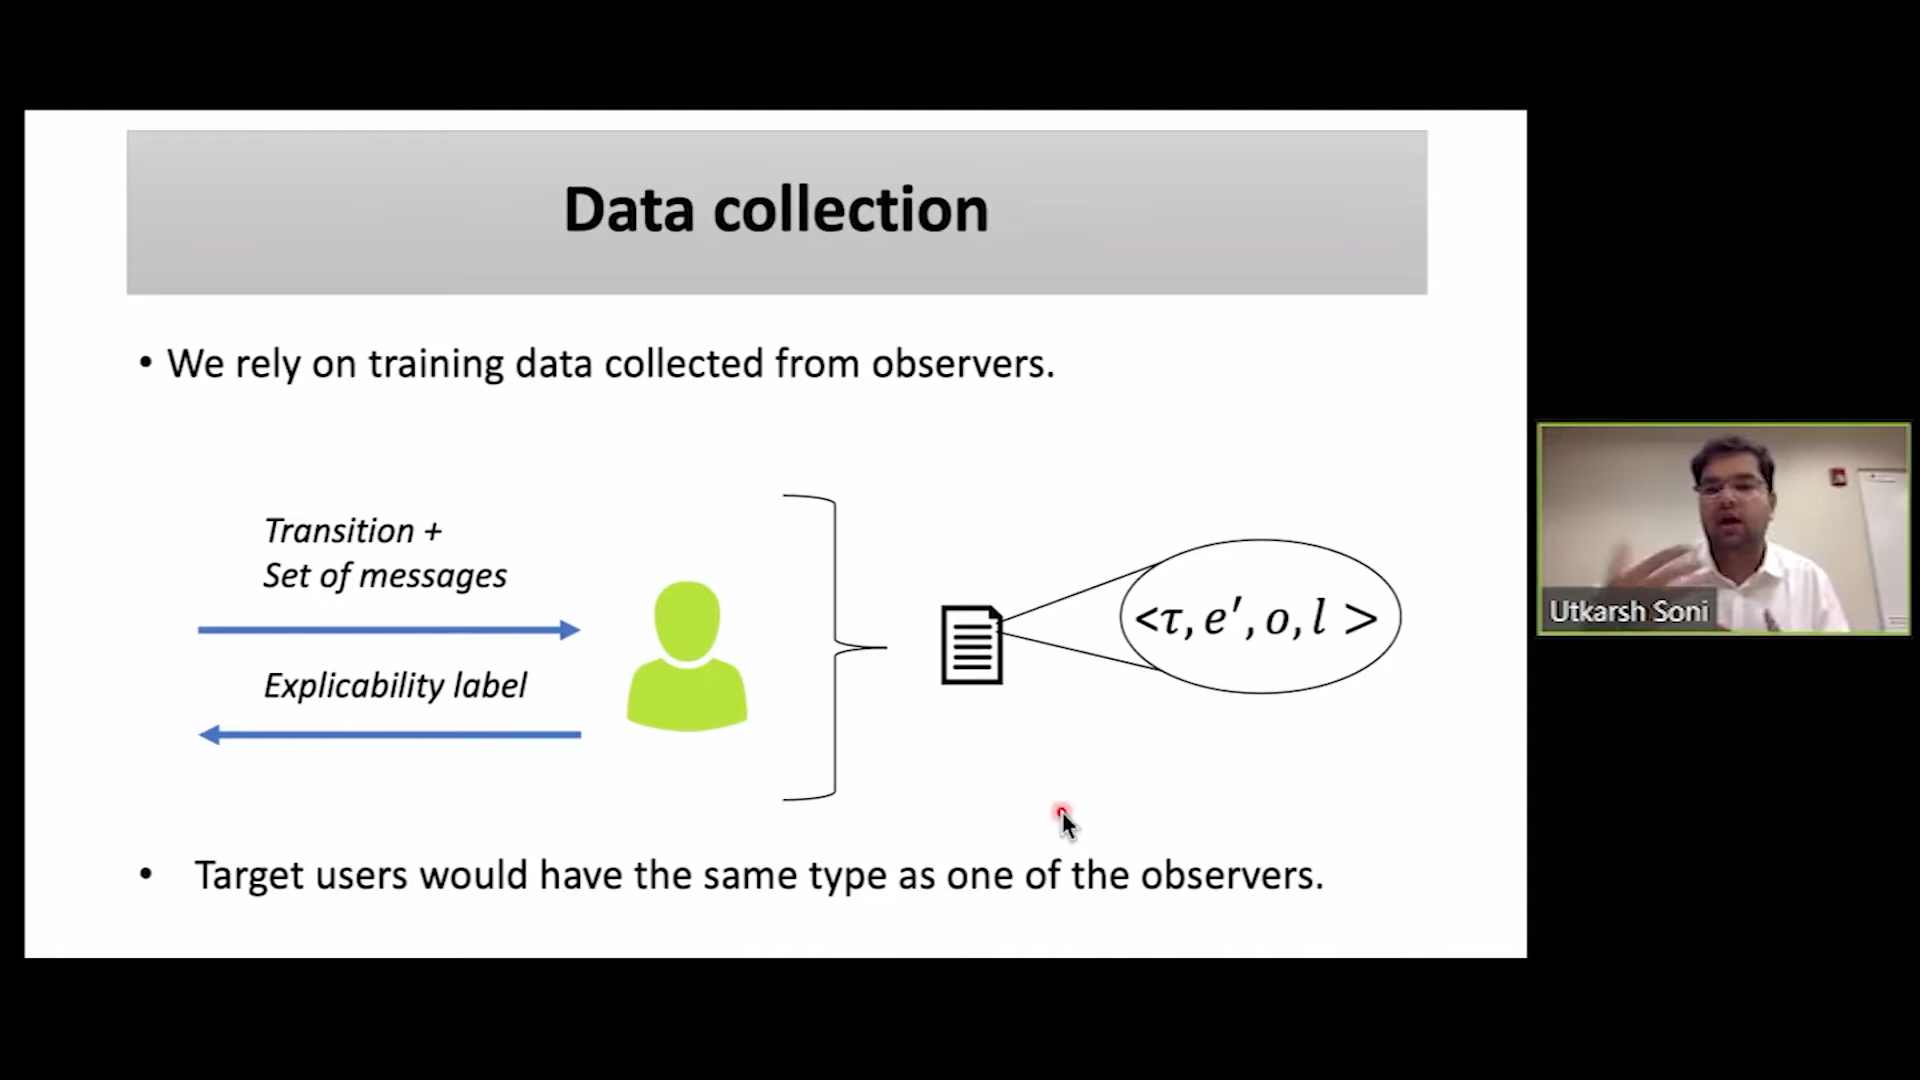 Data collection
• We rely on training data collected from observers.
Transition +
Set of messages
Explicability label
<τ, e′, o, l >
Utkarsh Soni
• Target users would have the same type as one of the observers.